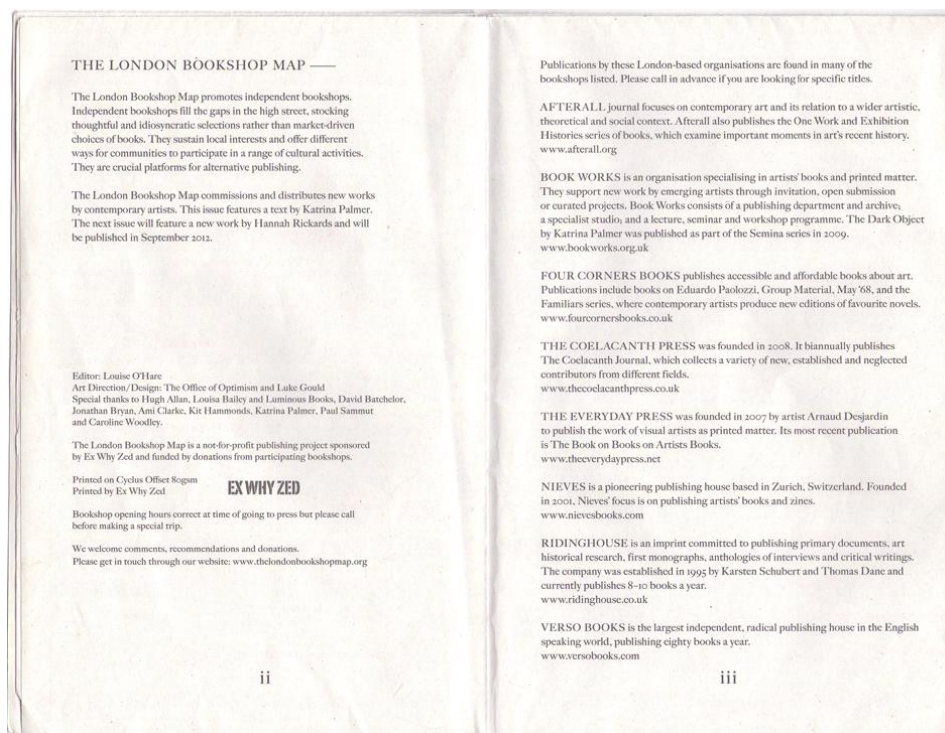 THE LONDON BOOKSHOP MAP ——
The London Bookshop Map promotes independent bookshops.
Independent bookshops fill the gaps in the high street, stocking
thoughtful and idiosyncratic selections rather than market-driven
choices of books. They sustain local interests and offer different
ways for communities to participate in a range of cultural activities.
They are crucial platforms for alternative publishing.
The London Bookshop Map commissions and distributes new works
by contemporary artists. This issue features a text by Katrina Palmer.
The next issue will feature a new work by Hannah Rickards and will
be published in September 2012.
Editor: Louise O'Hare
Art Direction/Design: The Office of Optimism and Luke Gould
Special thanks to Hugh Allan, Louisa Bailey and Luminous Books, David Batchelor,
Jonathan Bryan, Ami Clarke, Kit Hammonds, Katrina Palmer, Paul Sammut
and Caroline Woodley.
The London Bookshop Map is a not-for-profit publishing project sponsored
by Ex Why Zed and funded by donations from participating bookshops.
Printed on Cyclus Offset 80gsm
Printed by Ex Why Zed
EX WHY ZED
Bookshop opening hours correct at time of going to press but please call
before making a special trip.
We welcome comments, recommendations and donations.
Please get in touch through our website: www.thelondonbookshopmap.org
ii
Publications by these London-based organisations are found in many of the
bookshops listed. Please call in advance if you are looking for specific titles.
AFTERALL journal focuses on contemporary art and its relation to a wider artistic,
theoretical and social context. Afterall also publishes the One Work and Exhibition
Histories series of books, which examine important moments in art's recent history.
www.afterall.org
BOOK WORKS is an organisation specialising in artists' books and printed matter.
They support new work by emerging artists through invitation, open submission
or curated projects. Book Works consists of a publishing department and archive;
a specialist studio; and a lecture, seminar and workshop programme. The Dark Object
by Katrina Palmer was published as part of the Semina series in 2009.
www.bookworks.org.uk
FOUR CORNERS BOOKS publishes accessible and affordable books about art.
Publications include books on Eduardo Paolozzi, Group Material, May '68, and the
Familiars series, where contemporary artists produce new editions of favourite novels.
www.fourcornersbooks.co.uk
THE COELACANTH PRESS was founded in 2008. It biannually publishes
The Coelacanth Journal, which collects a variety of new, established and neglected
contributors from different fields.
www.thecoelacanthpress.co.uk
THE EVERYDAY PRESS was founded in 2007 by artist Arnaud Desjardin
to publish the work of visual artists as printed matter. Its most recent publication
is The Book on Books on Artists Books.
www.theeverydaypress.net
NIEVES is a pioneering publishing house based in Zurich, Switzerland. Founded
in 2001, Nieves' focus is on publishing artists' books and zines.
www.nievesbooks.com
RIDINGHOUSE is an imprint committed to publishing primary documents, art
historical research, first monographs, anthologies of interviews and critical writings.
The company was established in 1995 by Karsten Schubert and Thomas Dane and
currently publishes 8–10 books a year.
www.ridinghouse.co.uk
VERSO BOOKS is the largest independent, radical publishing house in the English
speaking world, publishing eighty books a year.
www.versobooks.com
iii